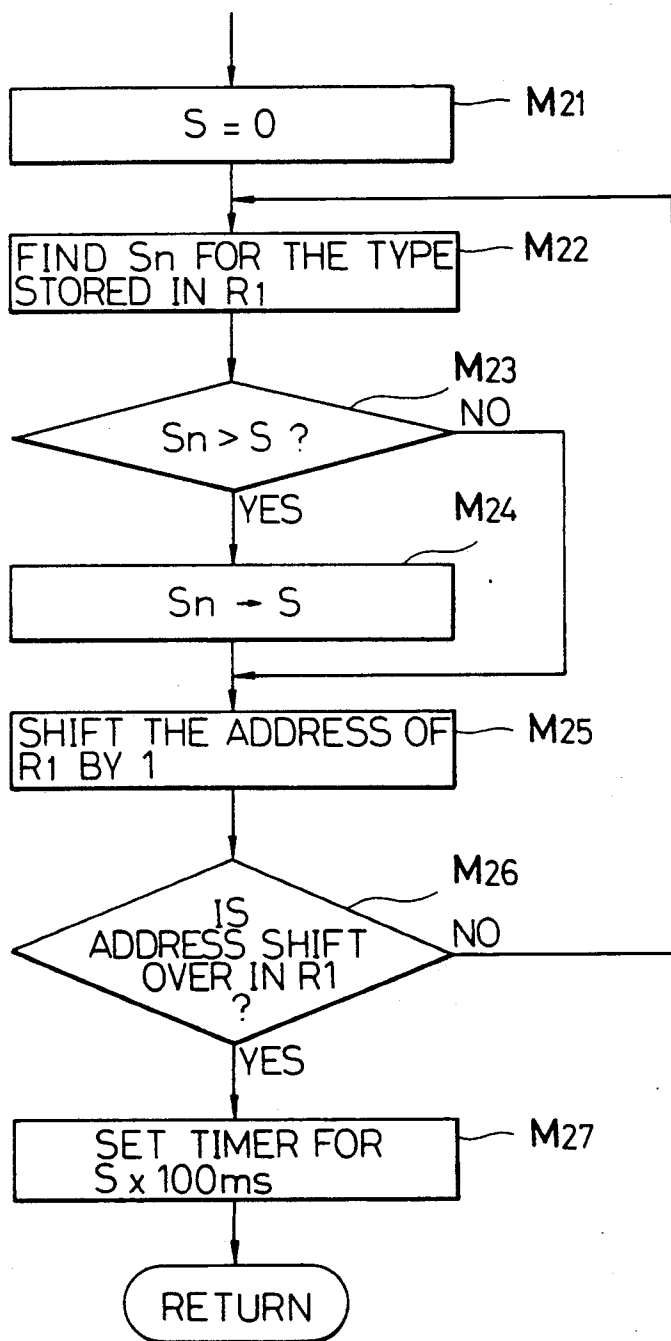 S = 0
M21
FIND Sn FOR THE TYPE
STORED IN R1
M22
M23
Sn > S ?
NO
YES
M24
Sn → S
SHIFT THE ADDRESS OF
R1 BY 1
M25
M26
IS
ADDRESS SHIFT
OVER IN R1
?
NO
YES
SET TIMER FOR
S x 100ms
M27
RETURN